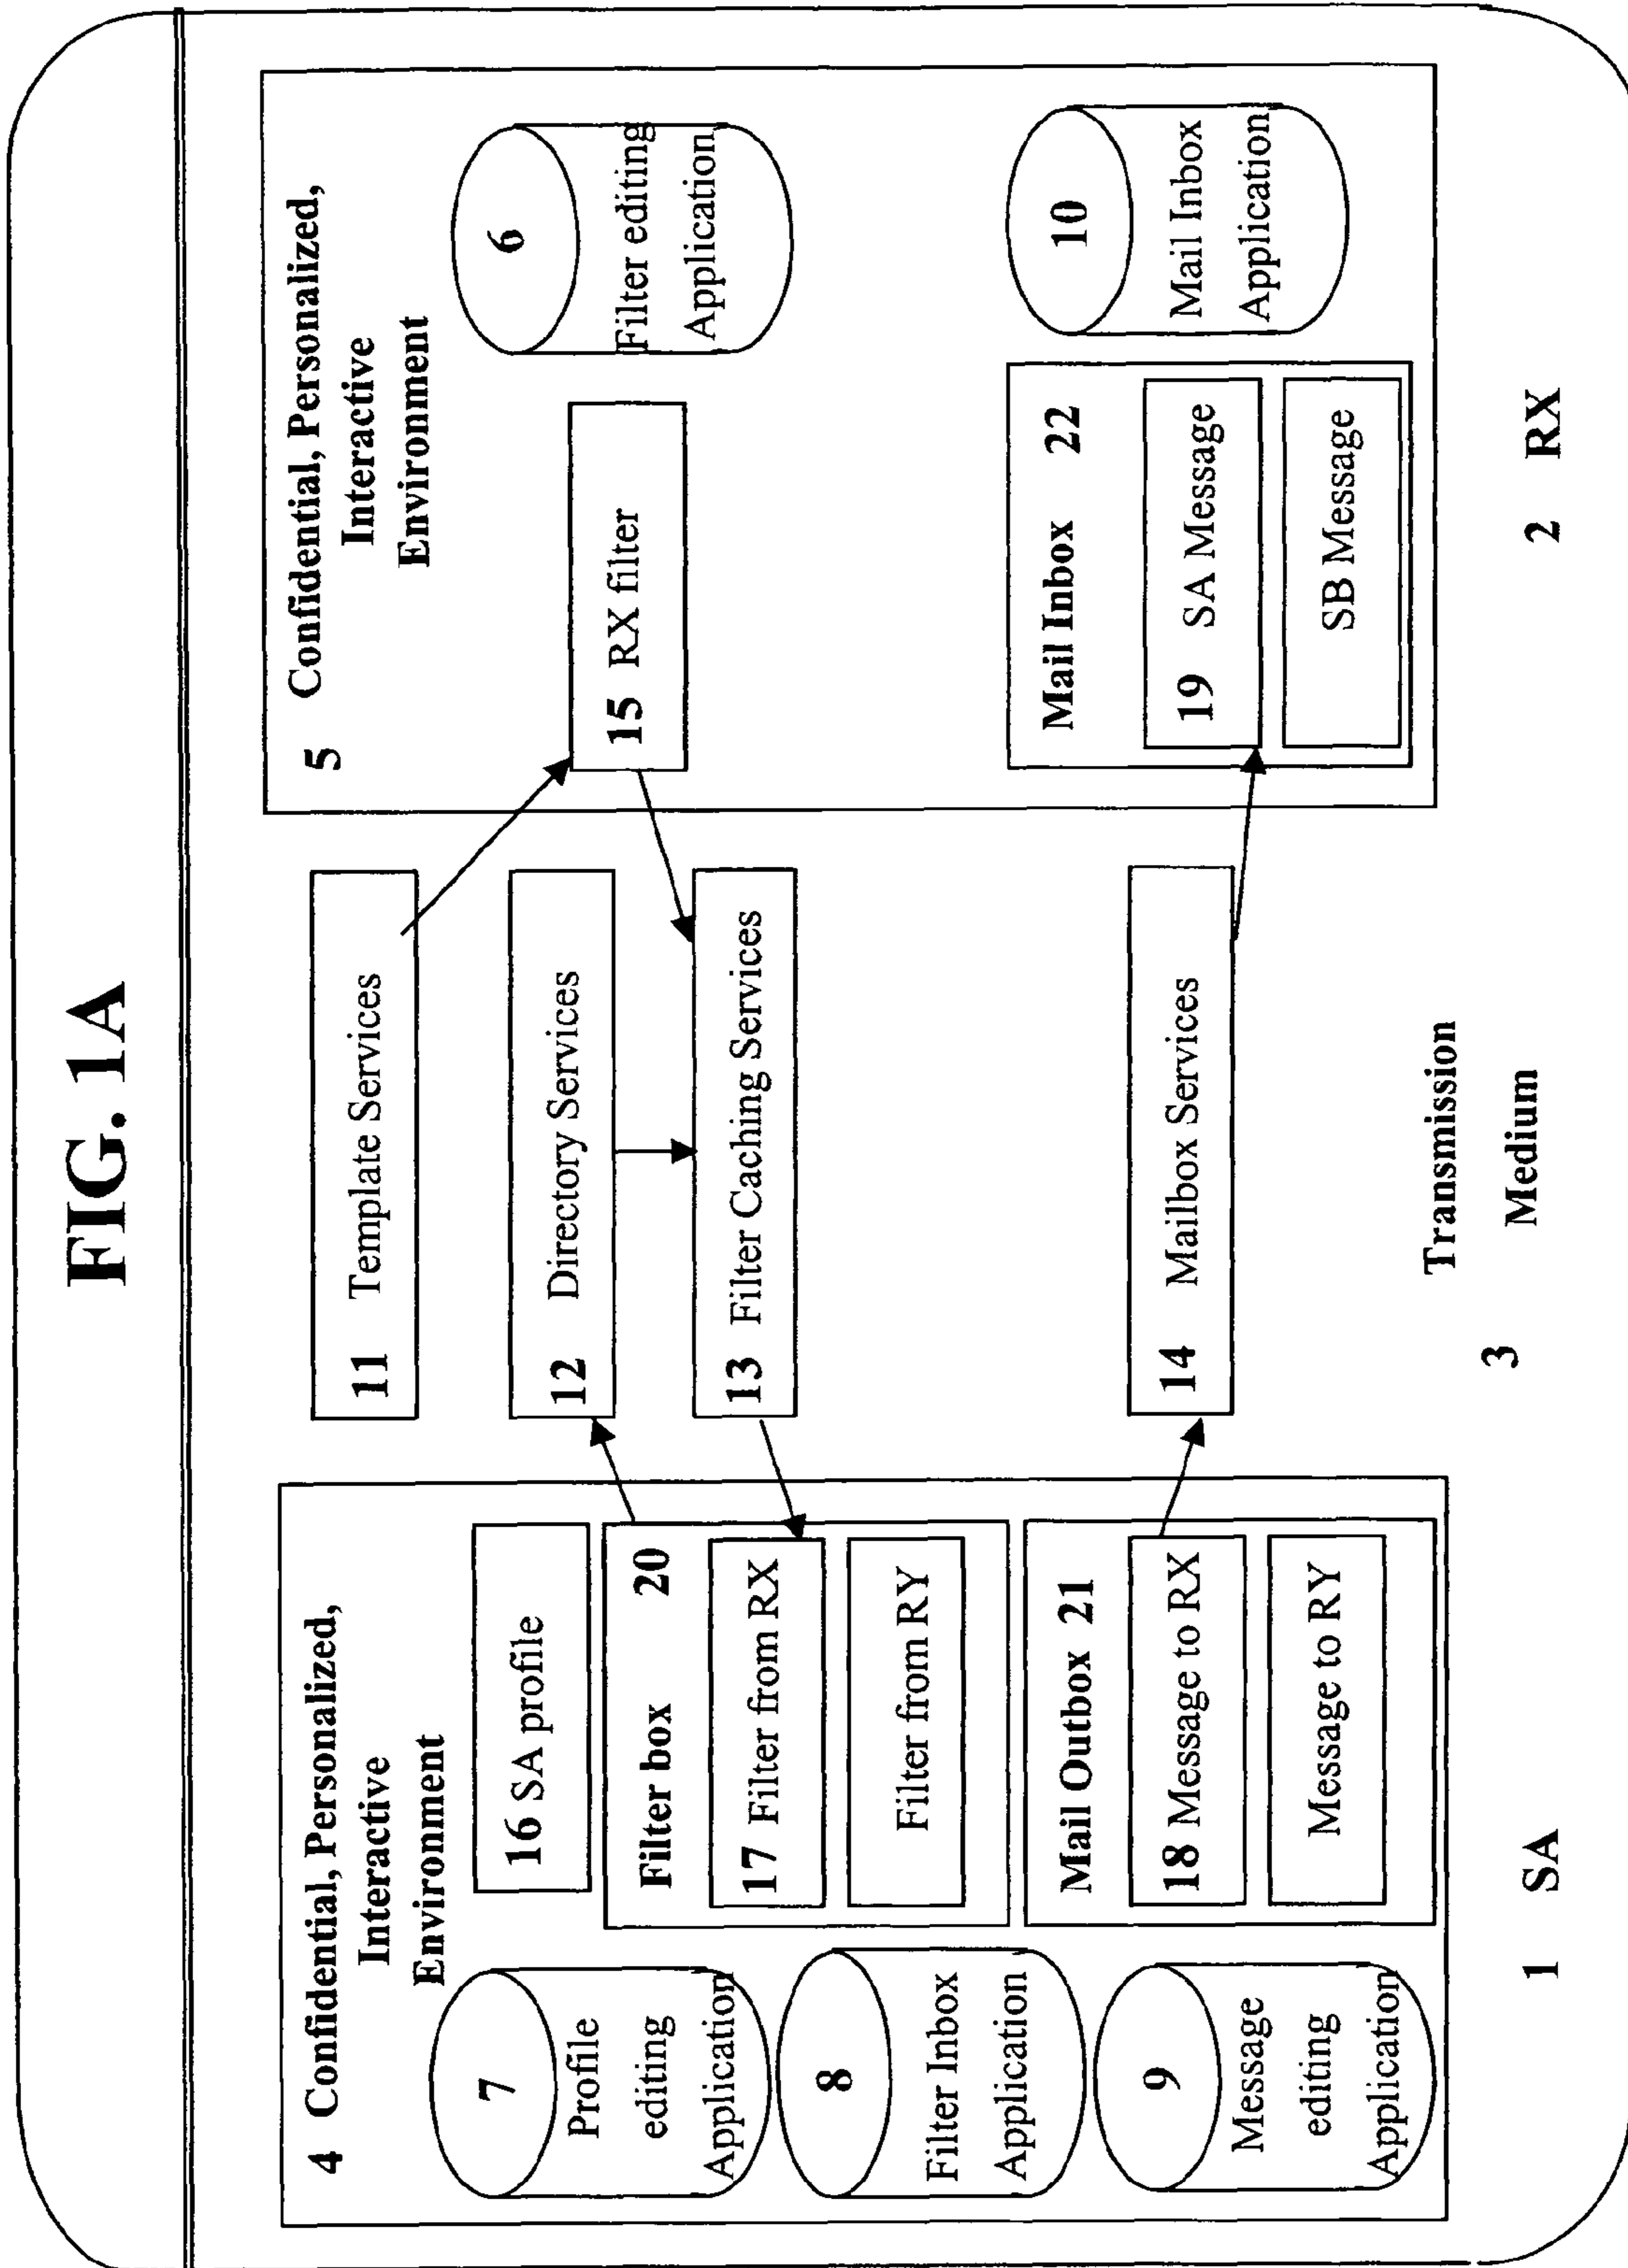 FIG. 1A
4 Confidential, Personalized,
Interactive
Environment
7
Profile
editing
Application
8
Filter Inbox
Application
9
Message
editing
Application
16 SA profile
Filter box 20
17 Filter from RX
Filter from RY
Mail Outbox 21
18 Message to RX
Message to RY
1 SA
11 Template Services
12 Directory Services
13 Filter Caching Services
14 Mailbox Services
Transmission
3 Medium
5 Confidential, Personalized,
Interactive
Environment
15 RX filter
6
Filter editing
Application
Mail Inbox 22
19 SA Message
SB Message
10
Mail Inbox
Application
2 RX